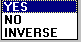 YES
NO
INVERSE